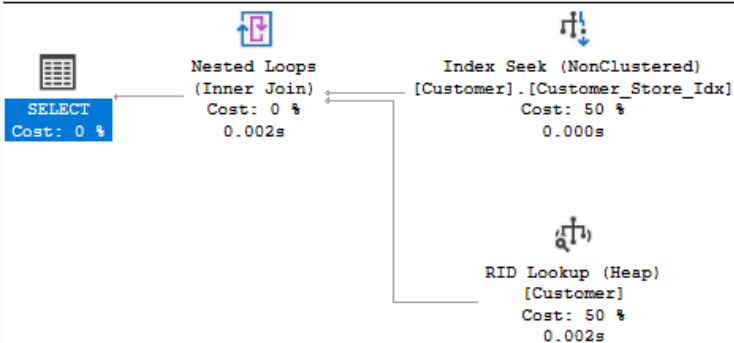 SELECT
Cost: 0 %
Nested Loops
(Inner Join)
Cost: 0 %
0.002s
Index Seek (NonClustered)
[Customer].[Customer_Store_Idx]
Cost: 50 %
0.000s
RID Lookup (Heap)
[Customer]
Cost: 50 %
0.002s